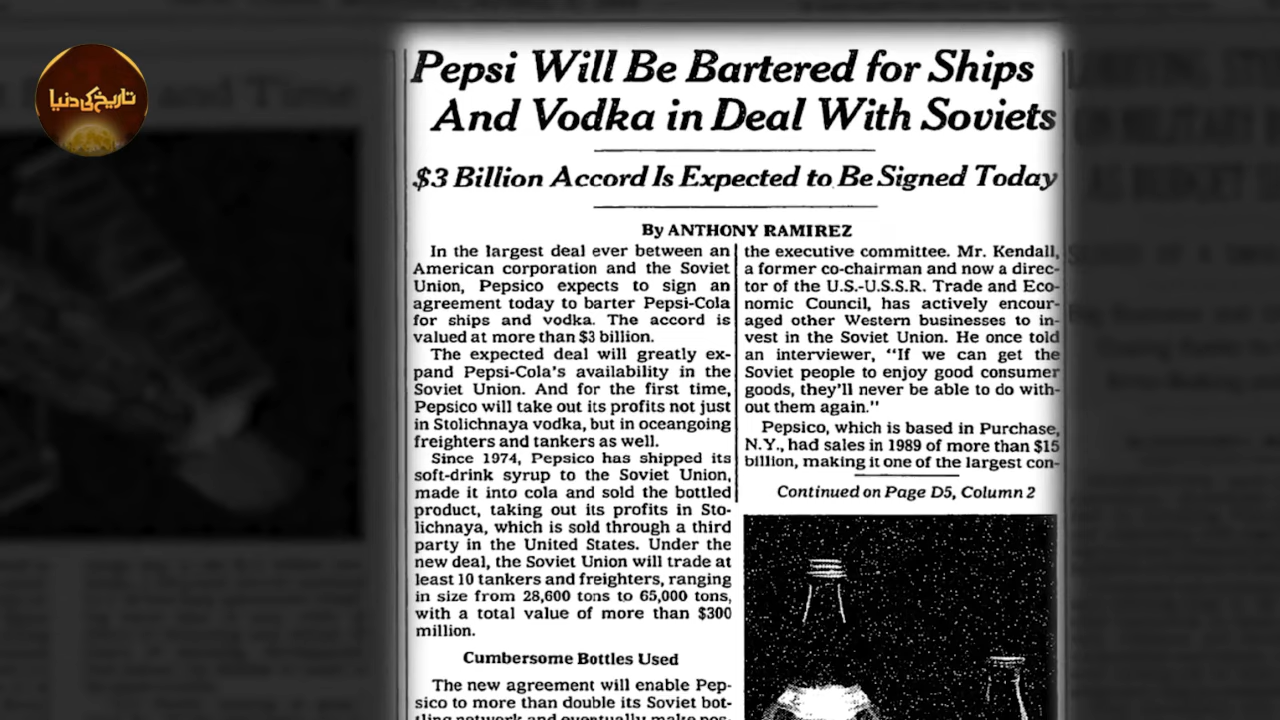 تاریخ کی دنیا
Pepsi Will Be Bartered for Ships
And Vodka in Deal With Soviets
$3 Billion Accord Is Expected to Be Signed Today
By ANTHONY RAMIREZ
In the largest deal ever between an
American corporation and the Soviet
Union, Pepsico expects to sign an
agreement today to barter Pepsi-Cola
for ships and vodka. The accord is
valued at more than $3 billion.
The expected deal will greatly ex-
pand Pepsi-Cola's availability in the
Soviet Union. And for the first time,
Pepsico will take out its profits not just
in Stolichnaya vodka, but in oceangoing
freighters and tankers as well.
Since 1974, Pepsico has shipped its
soft-drink syrup to the Soviet Union,
made it into cola and sold the bottled
product, taking out its profits in Sto-
lichnaya, which is sold through a third
party in the United States. Under the
new deal, the Soviet Union will trade at
least 10 tankers and freighters, ranging
in size from 28,600 tons to 65,000 tons,
with a total value of more than $300
million.
Cumbersome Bottles Used
The new agreement will enable Pep-
sico to more than double its Soviet bot-
the executive committee. Mr. Kendall,
a former co-chairman and now a direc-
tor of the U.S.-U.S.S.R. Trade and Eco-
nomic Council, has actively encour-
aged other Western businesses to in-
vest in the Soviet Union. He once told
an interviewer, "If we can get the
Soviet people to enjoy good consumer
goods, they'll never be able to do with-
out them again."
Pepsico, which is based in Purchase,
N.Y., had sales in 1989 of more than $15
billion, making it one of the largest con-
Continued on Page D5, Column 2
and Time